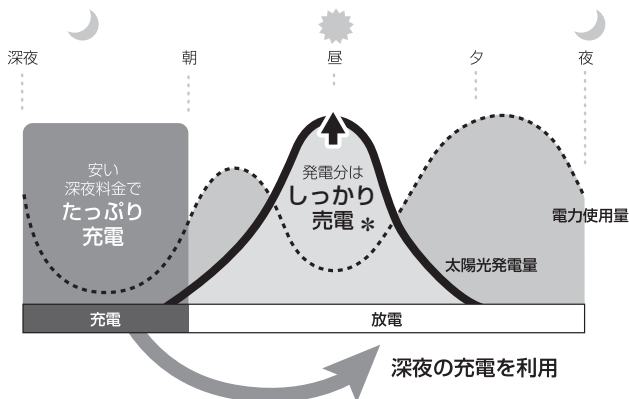 深夜
朝
昼
夕
夜
安い
深夜料金で
たっぷり
充電
発電分は
しっかり
売電*
電力使用量
太陽光発電量
充電
放電
深夜の充電を利用